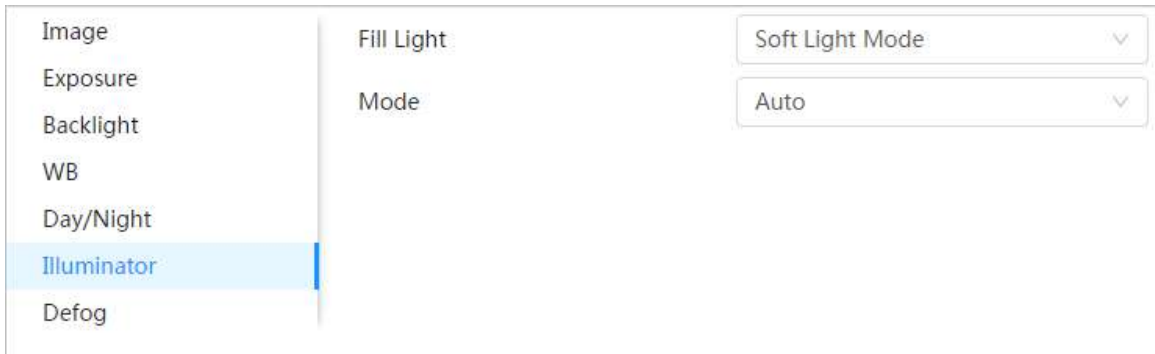 Image
Exposure
Backlight
WB
Day/Night
Illuminator
Defog
Fill Light
Soft Light Mode
Mode
Auto